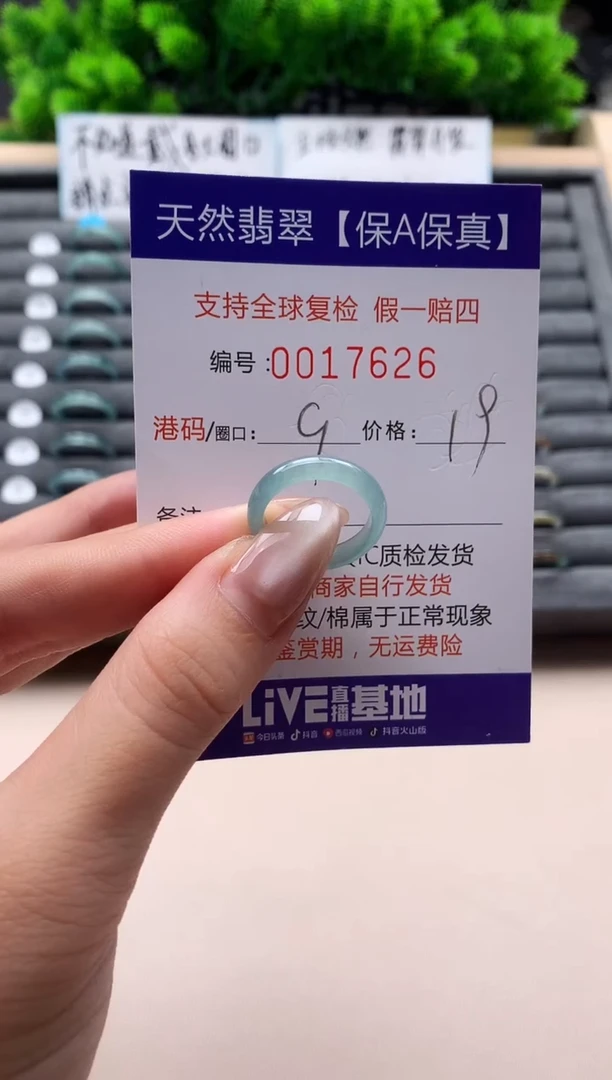 天然翡翠【保A保真】
支持全球复检 假一赔四
编号:0017626
港码/圈口: 9 价格: 19
备注
QIC质检发货
商家自行发货
纹/棉属于正常现象
鉴赏期，无运费险
LIVE直播基地
今日头条 抖音 西瓜视频 抖音火山版